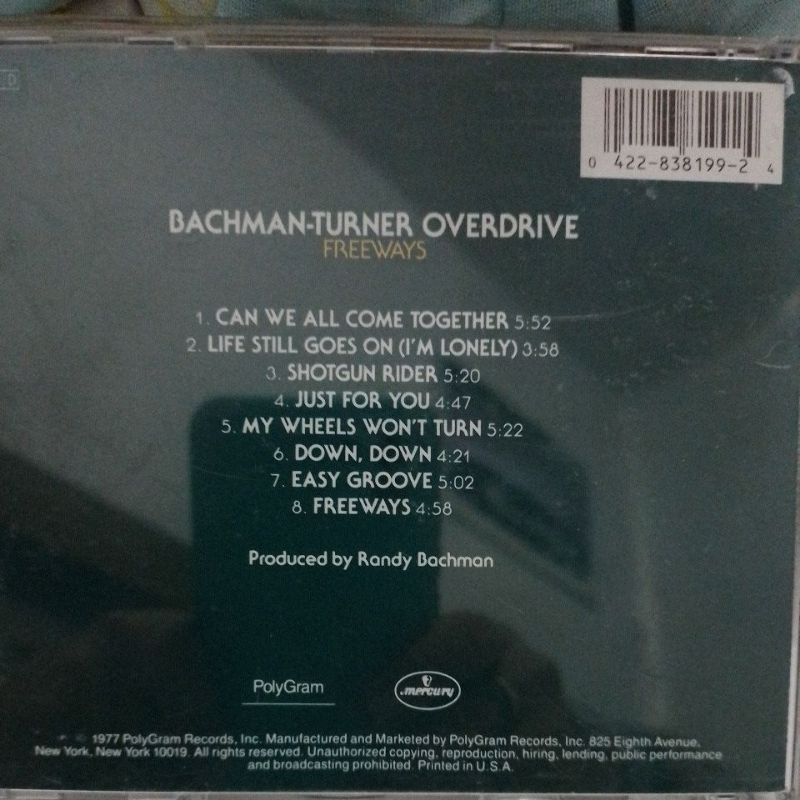 D
0 422-838199-2 4
BACHMAN-TURNER OVERDRIVE
FREEWAYS
1. CAN WE ALL COME TOGETHER 5:52
2. LIFE STILL GOES ON (I'M LONELY) 3:58
3. SHOTGUN RIDER 5:20
4. JUST FOR YOU 4:47
5. MY WHEELS WON'T TURN 5:22
6. DOWN, DOWN 4:21
7. EASY GROOVE 5:02
8. FREEWAYS 4:58
Produced by Randy Bachman
PolyGram
mercury
1977 PolyGram Records, Inc. Manufactured and Marketed by PolyGram Records, Inc. 825 Eighth Avenue,
New York, New York 10019. All rights reserved. Unauthorized copying, reproduction, hiring, lending, public performance
and broadcasting prohibited. Printed in U.S.A.